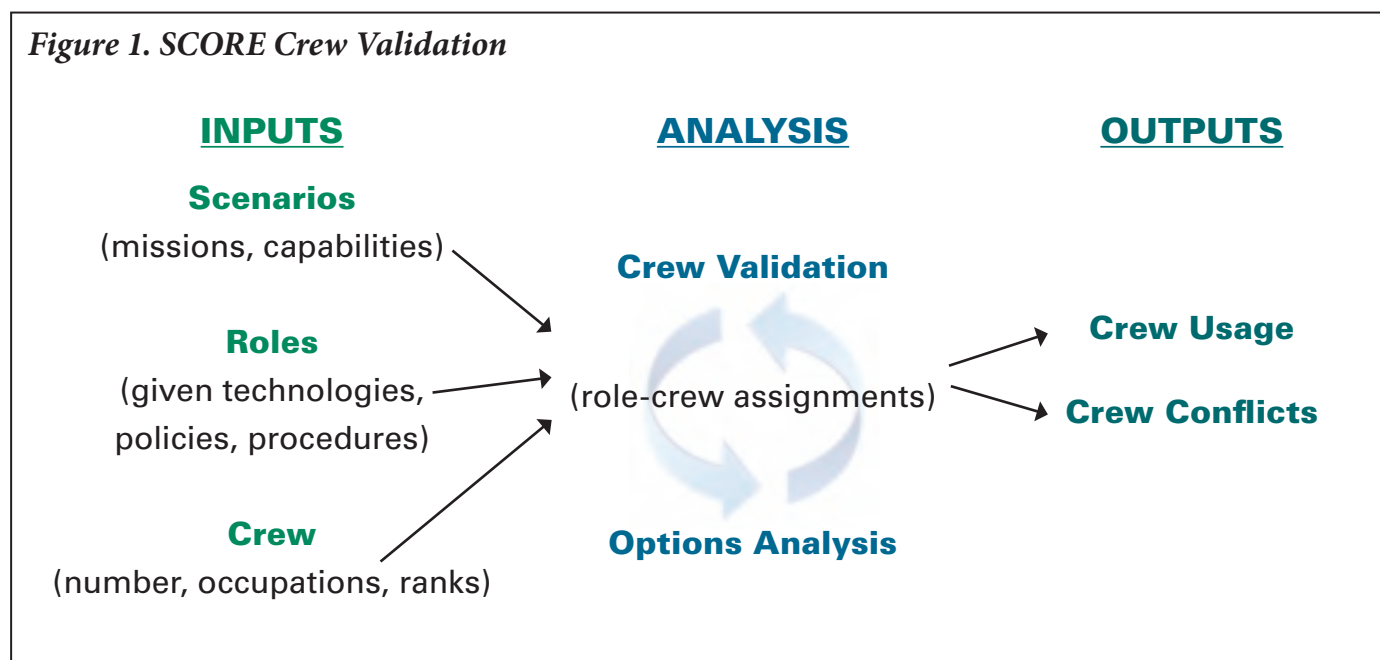 Figure 1. SCORE Crew Validation
INPUTS
Scenarios
(missions, capabilities)
Roles
(given technologies,
policies, procedures)
Crew
(number, occupations, ranks)
ANALYSIS
Crew Validation
(role-crew assignments)
Options Analysis
OUTPUTS
Crew Usage
Crew Conflicts